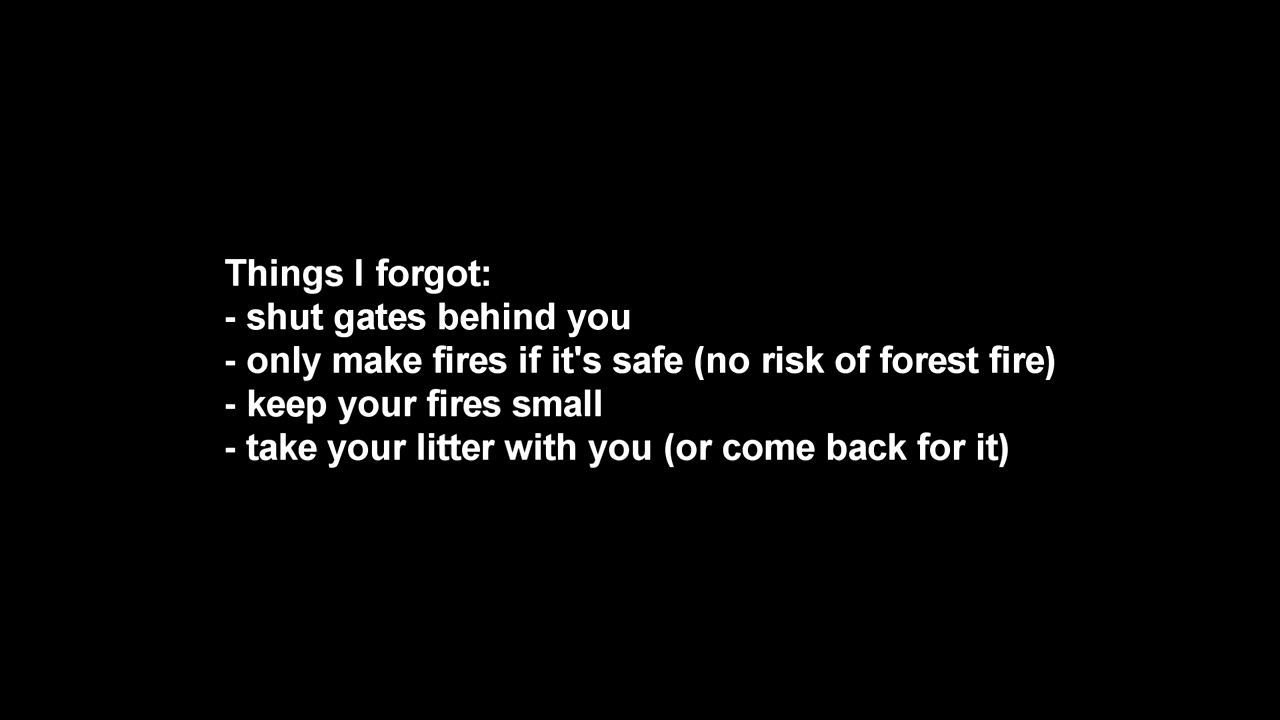 Things I forgot:
- shut gates behind you
- only make fires if it's safe (no risk of forest fire)
- keep your fires small
- take your litter with you (or come back for it)